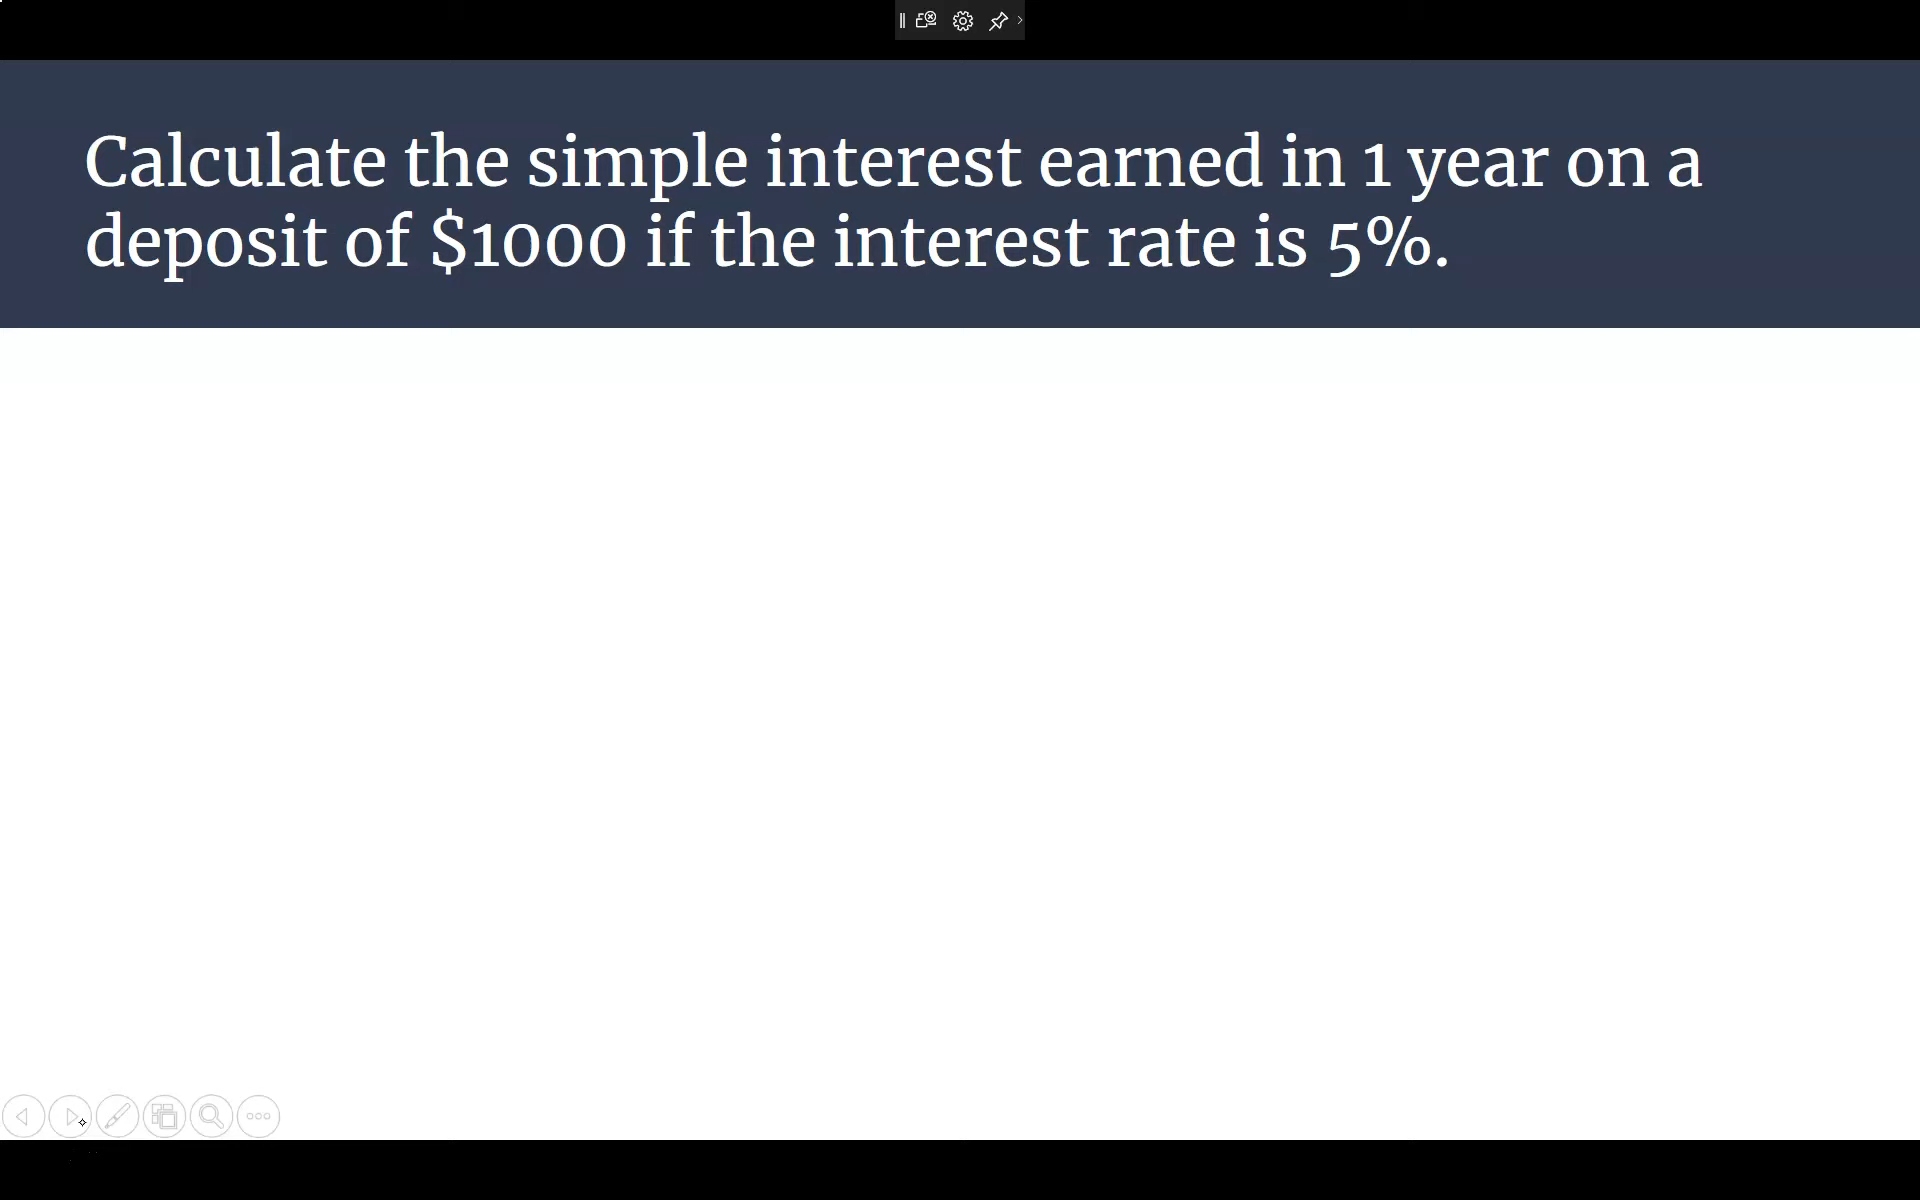 Calculate the simple interest earned in 1 year on a
deposit of $1000 if the interest rate is 5%.